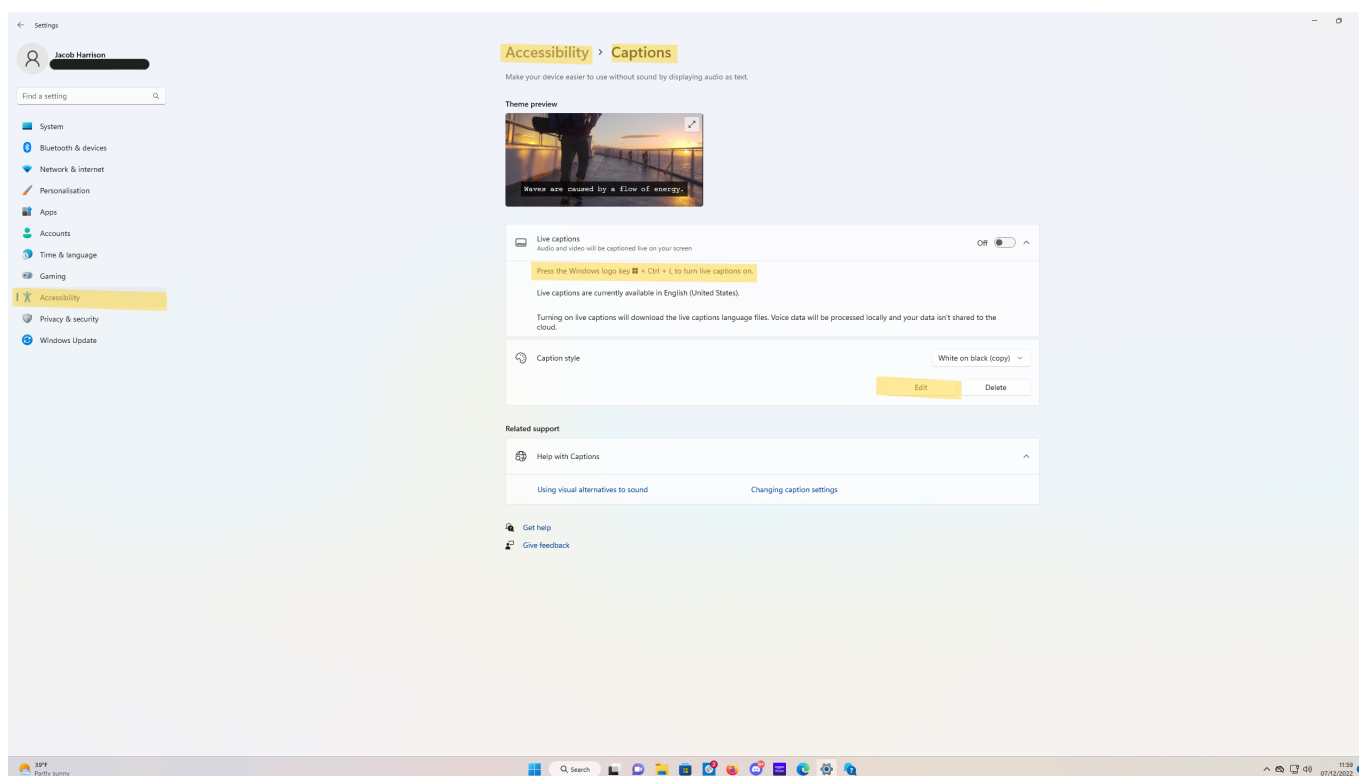 Settings
Jacob Harrison
Find a setting
System
Bluetooth & devices
Network & internet
Personalisation
Apps
Accounts
Time & language
Gaming
Accessibility
Privacy & security
Windows Update
Accessibility > Captions
Make your device easier to use without sound by displaying audio as text.
Theme preview
Waves are caused by a flow of energy.
Live captions
Audio and video will be captioned live on your screen
Off
Press the Windows logo key + Ctrl + L to turn live captions on.
Live captions are currently available in English (United States).
Turning on live captions will download the live captions language files. Voice data will be processed locally and your data isn't shared to the
cloud.
Caption style
White on black (copy)
Edit Delete
Related support
Help with Captions
Using visual alternatives to sound Changing caption settings
Get help
Give feedback
39°F
Partly sunny
Search
11:59
07/12/2022